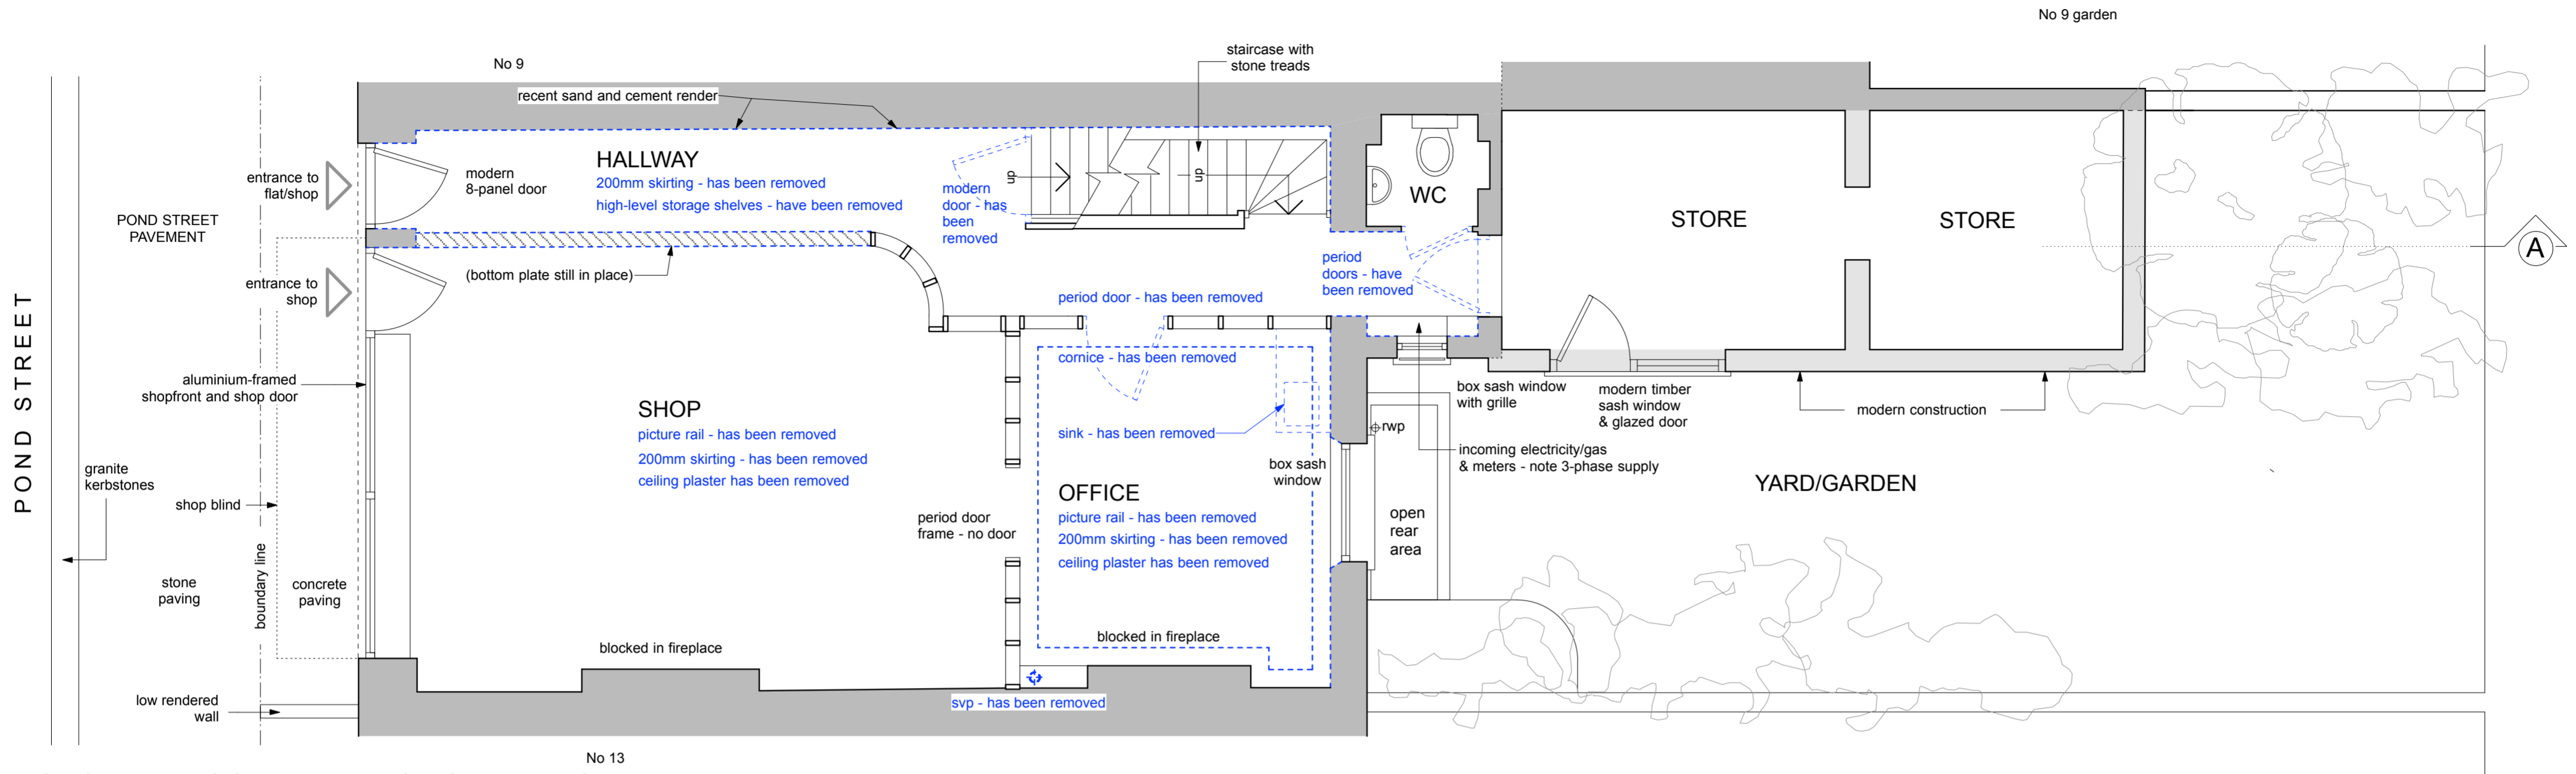 No 9 garden
No 9
staircase with
stone treads
recent sand and cement render
HALLWAY
200mm skirting - has been removed
high-level storage shelves - have been removed
modern
8-panel door
entrance to
flat/shop
POND STREET
PAVEMENT
modern
door - has
been
removed
dn
up
WC
STORE
STORE
A
entrance to
shop
(bottom plate still in place)
period
doors - have
been removed
period door - has been removed
cornice - has been removed
aluminium-framed
shopfront and shop door
SHOP
picture rail - has been removed
200mm skirting - has been removed
ceiling plaster has been removed
sink - has been removed
rwp
box sash window
with grille
modern timber
sash window
& glazed door
modern construction
incoming electricity/gas
& meters - note 3-phase supply
box sash
window
YARD/GARDEN
POND STREET
granite
kerbstones
shop blind
OFFICE
picture rail - has been removed
200mm skirting - has been removed
ceiling plaster has been removed
period door
frame - no door
open
rear
area
stone
paving
boundary line
concrete
paving
blocked in fireplace
blocked in fireplace
svp - has been removed
low rendered
wall
No 13